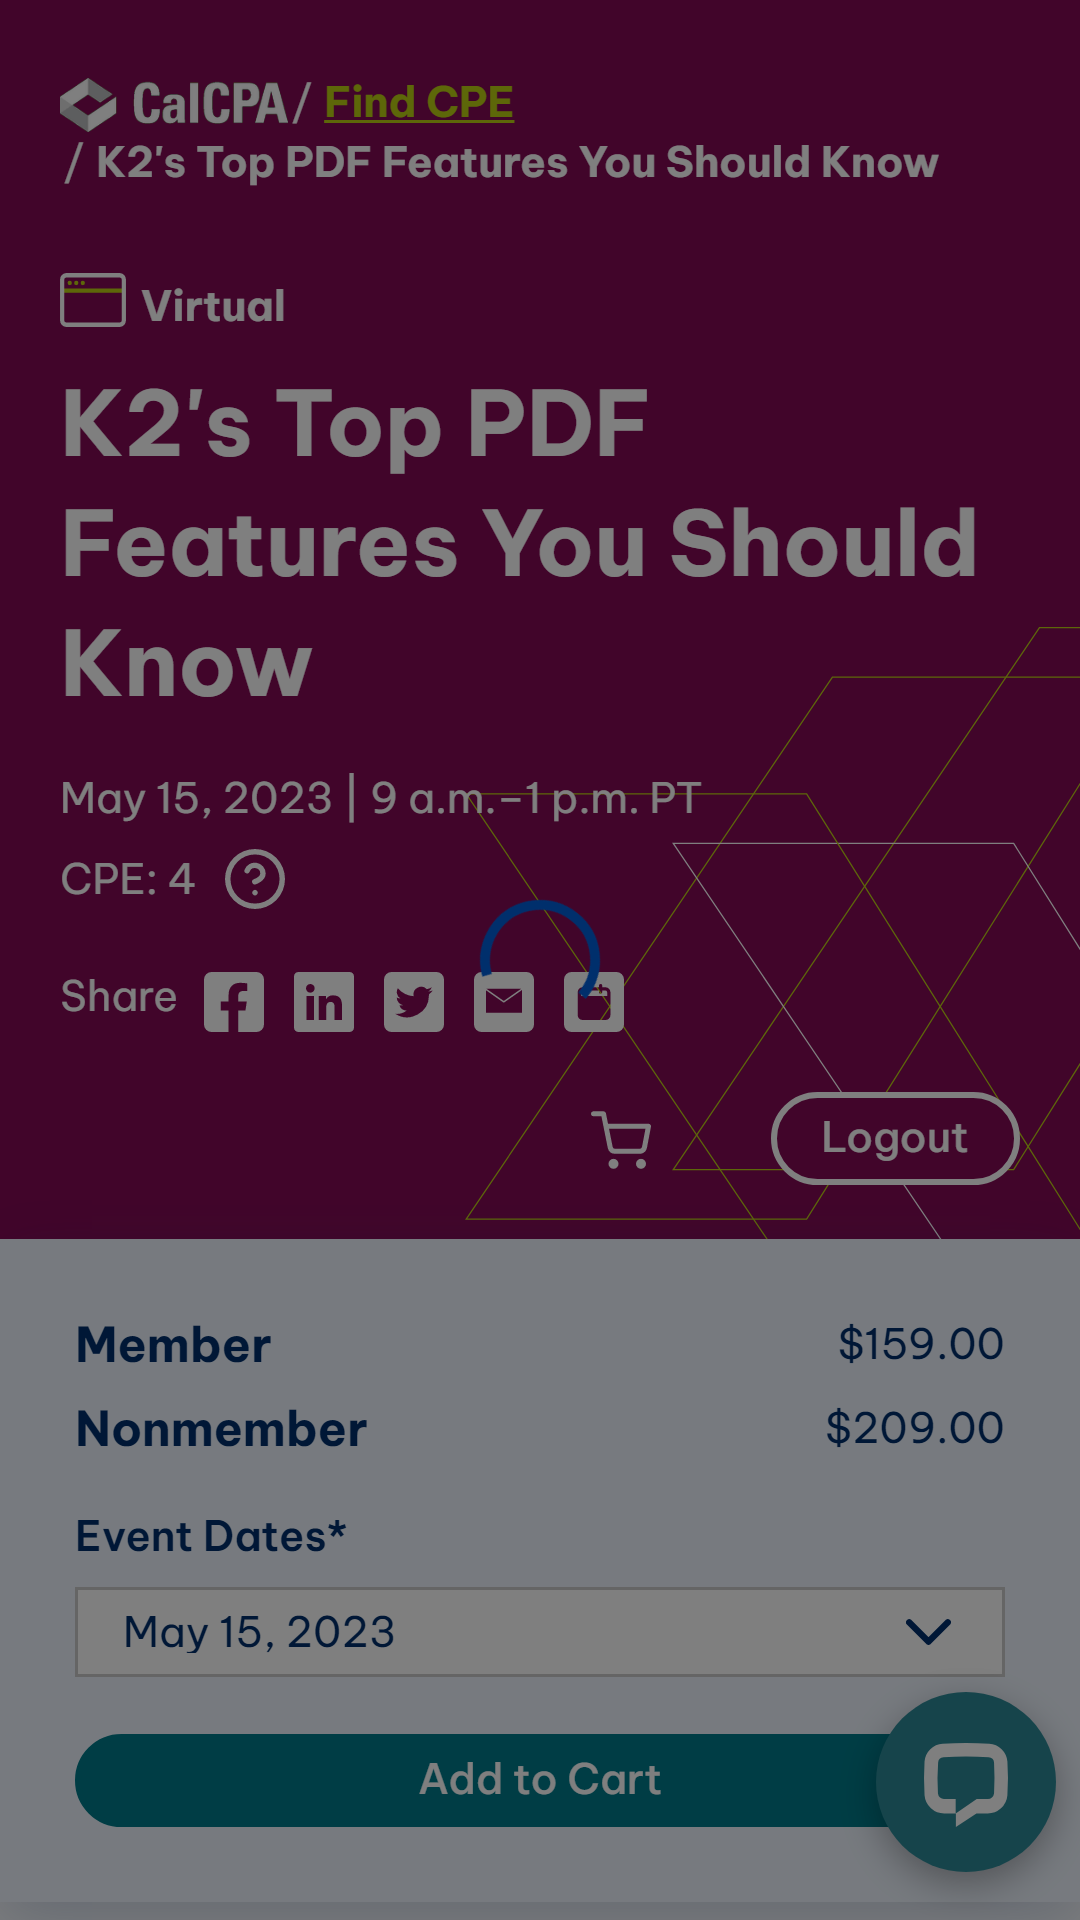 CalCPA / Find CPE
/ K2's Top PDF Features You Should Know
Virtual
K2's Top PDF
Features You Should
Know
May 15, 2023 | 9 a.m.–1 p.m. PT
CPE: 4 ?
Share
Logout
Member $159.00
Nonmember $209.00
Event Dates*
May 15, 2023
Add to Cart